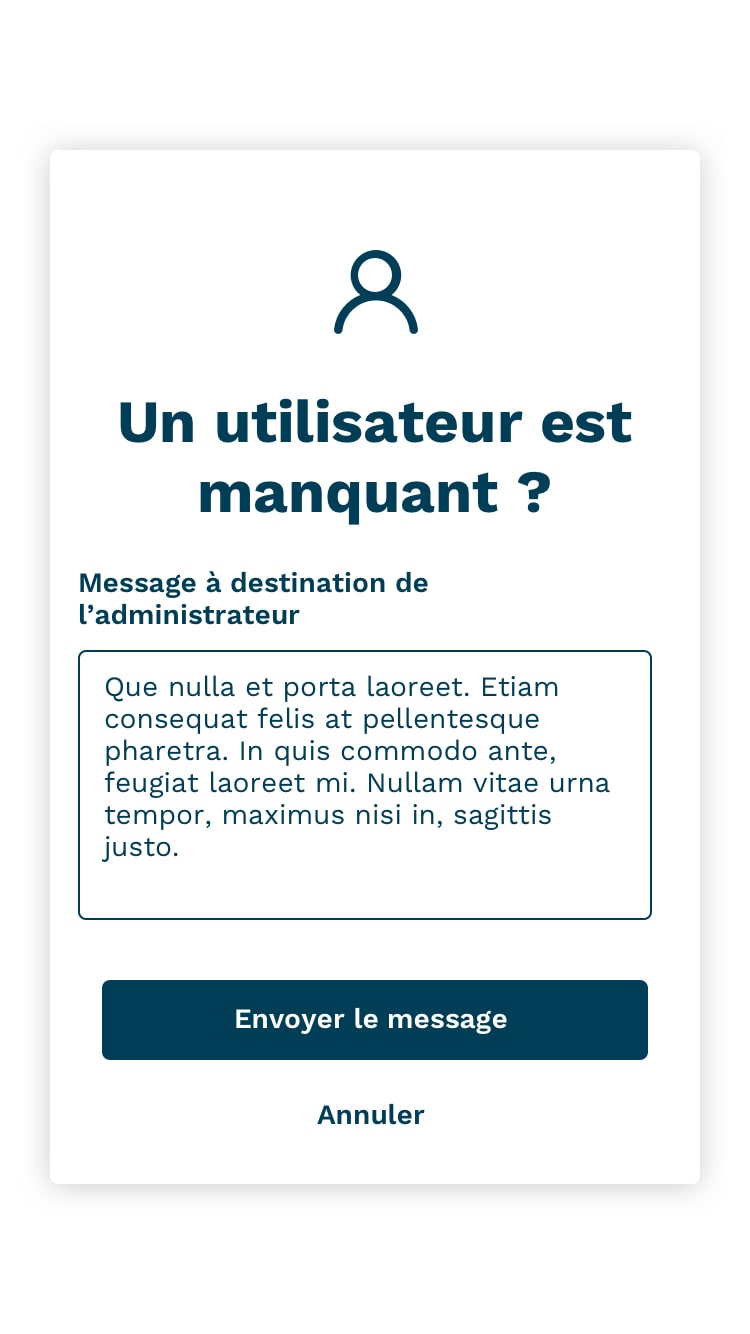 Un utilisateur est
manquant ?
Message à destination de
l’administrateur
Que nulla et porta laoreet. Etiam
consequat felis at pellentesque
pharetra. In quis commodo ante,
feugiat laoreet mi. Nullam vitae urna
tempor, maximus nisi in, sagittis
justo.
Envoyer le message
Annuler